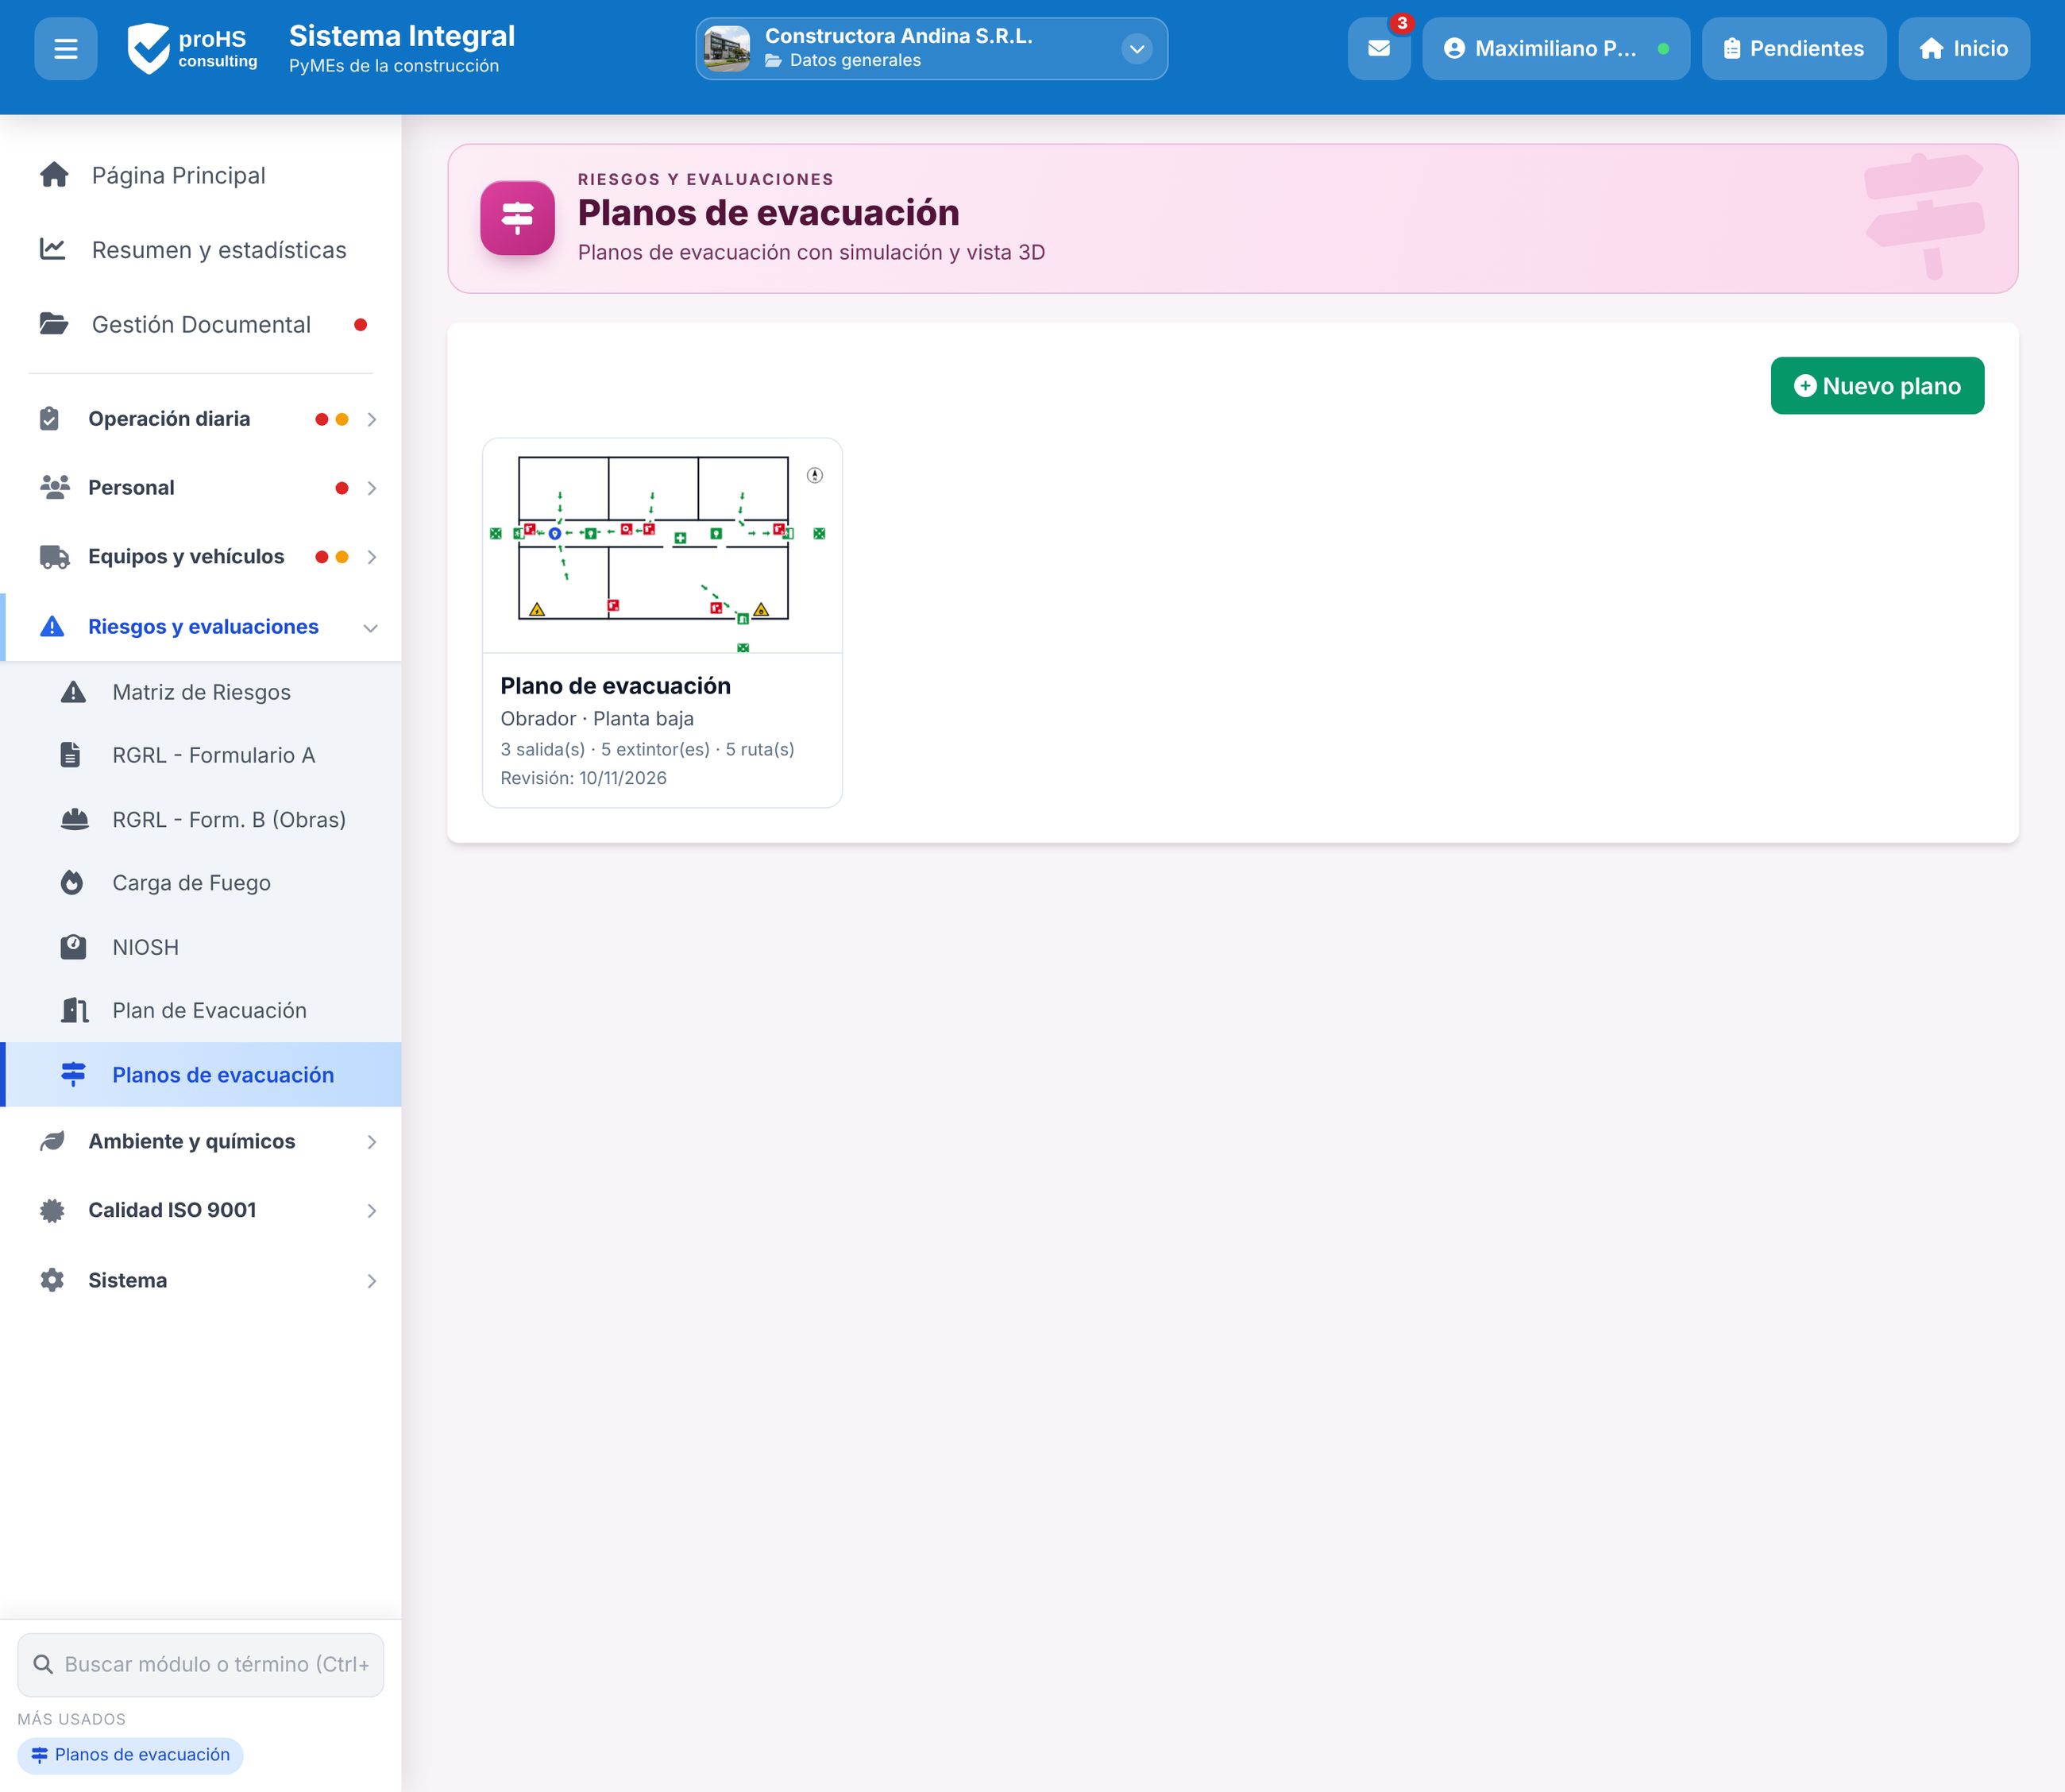 proHS
consulting
Sistema Integral
PyMEs de la construcción
Constructora Andina S.R.L.
Datos generales
3
Maximiliano P...
Pendientes
Inicio
Página Principal
Resumen y estadísticas
Gestión Documental
Operación diaria
Personal
Equipos y vehículos
Riesgos y evaluaciones
Matriz de Riesgos
RGRL - Formulario A
RGRL - Form. B (Obras)
Carga de Fuego
NIOSH
Plan de Evacuación
Planos de evacuación
Ambiente y químicos
Calidad ISO 9001
Sistema
Buscar módulo o término (Ctrl+
MÁS USADOS
Planos de evacuación
RIESGOS Y EVALUACIONES
Planos de evacuación
Planos de evacuación con simulación y vista 3D
Nuevo plano
Plano de evacuación
Obrador · Planta baja
3 salida(s) · 5 extintor(es) · 5 ruta(s)
Revisión: 10/11/2026